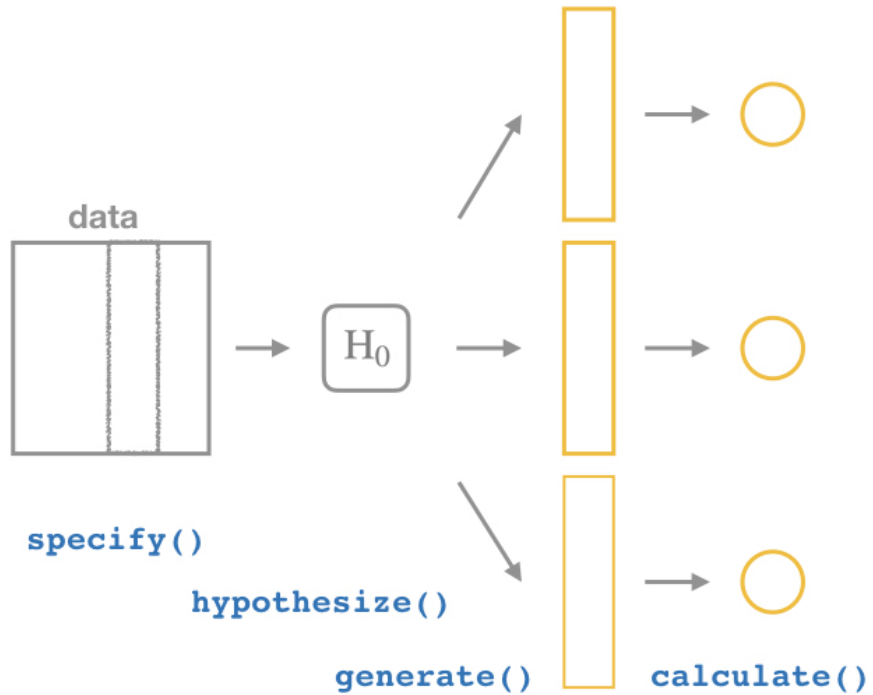 data
H₀
specify()
hypothesize()
generate()
calculate()